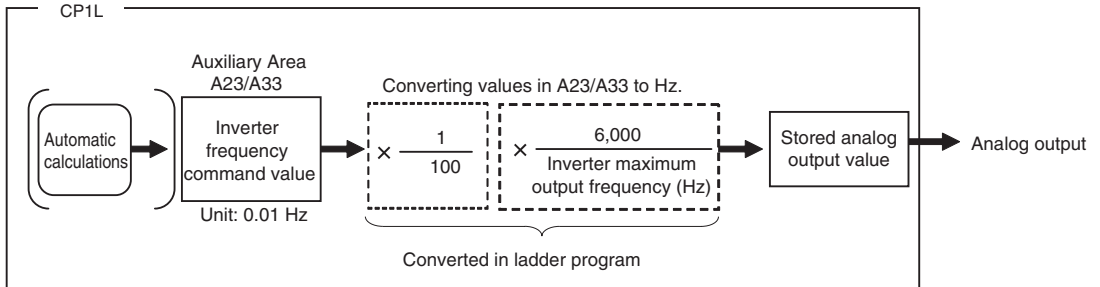 CP1L
Auxiliary Area
A23/A33
Converting values in A23/A33 to Hz.
Automatic
calculations
Inverter
frequency
command value
Unit: 0.01 Hz
× 1
100
× 6,000
Inverter maximum
output frequency (Hz)
Stored analog
output value
Analog output
Converted in ladder program